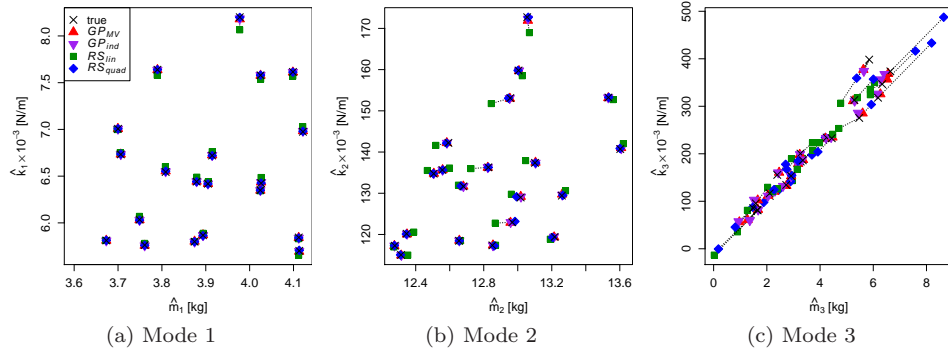 true
GP_MV
GP_ind
RS_lin
RS_quad
k̂₁×10⁻³ [N/m]
8.0
7.5
7.0
6.5
6.0
3.6 3.7 3.8 3.9 4.0 4.1 4.2
m̂₁ [kg]
(a) Mode 1
k̂₂×10⁻³ [N/m]
170
160
150
140
130
120
12.4 12.8 13.2 13.6
m̂₂ [kg]
(b) Mode 2
k̂₃×10⁻³ [N/m]
500
400
300
200
100
0
0 2 4 6 8
m̂₃ [kg]
(c) Mode 3